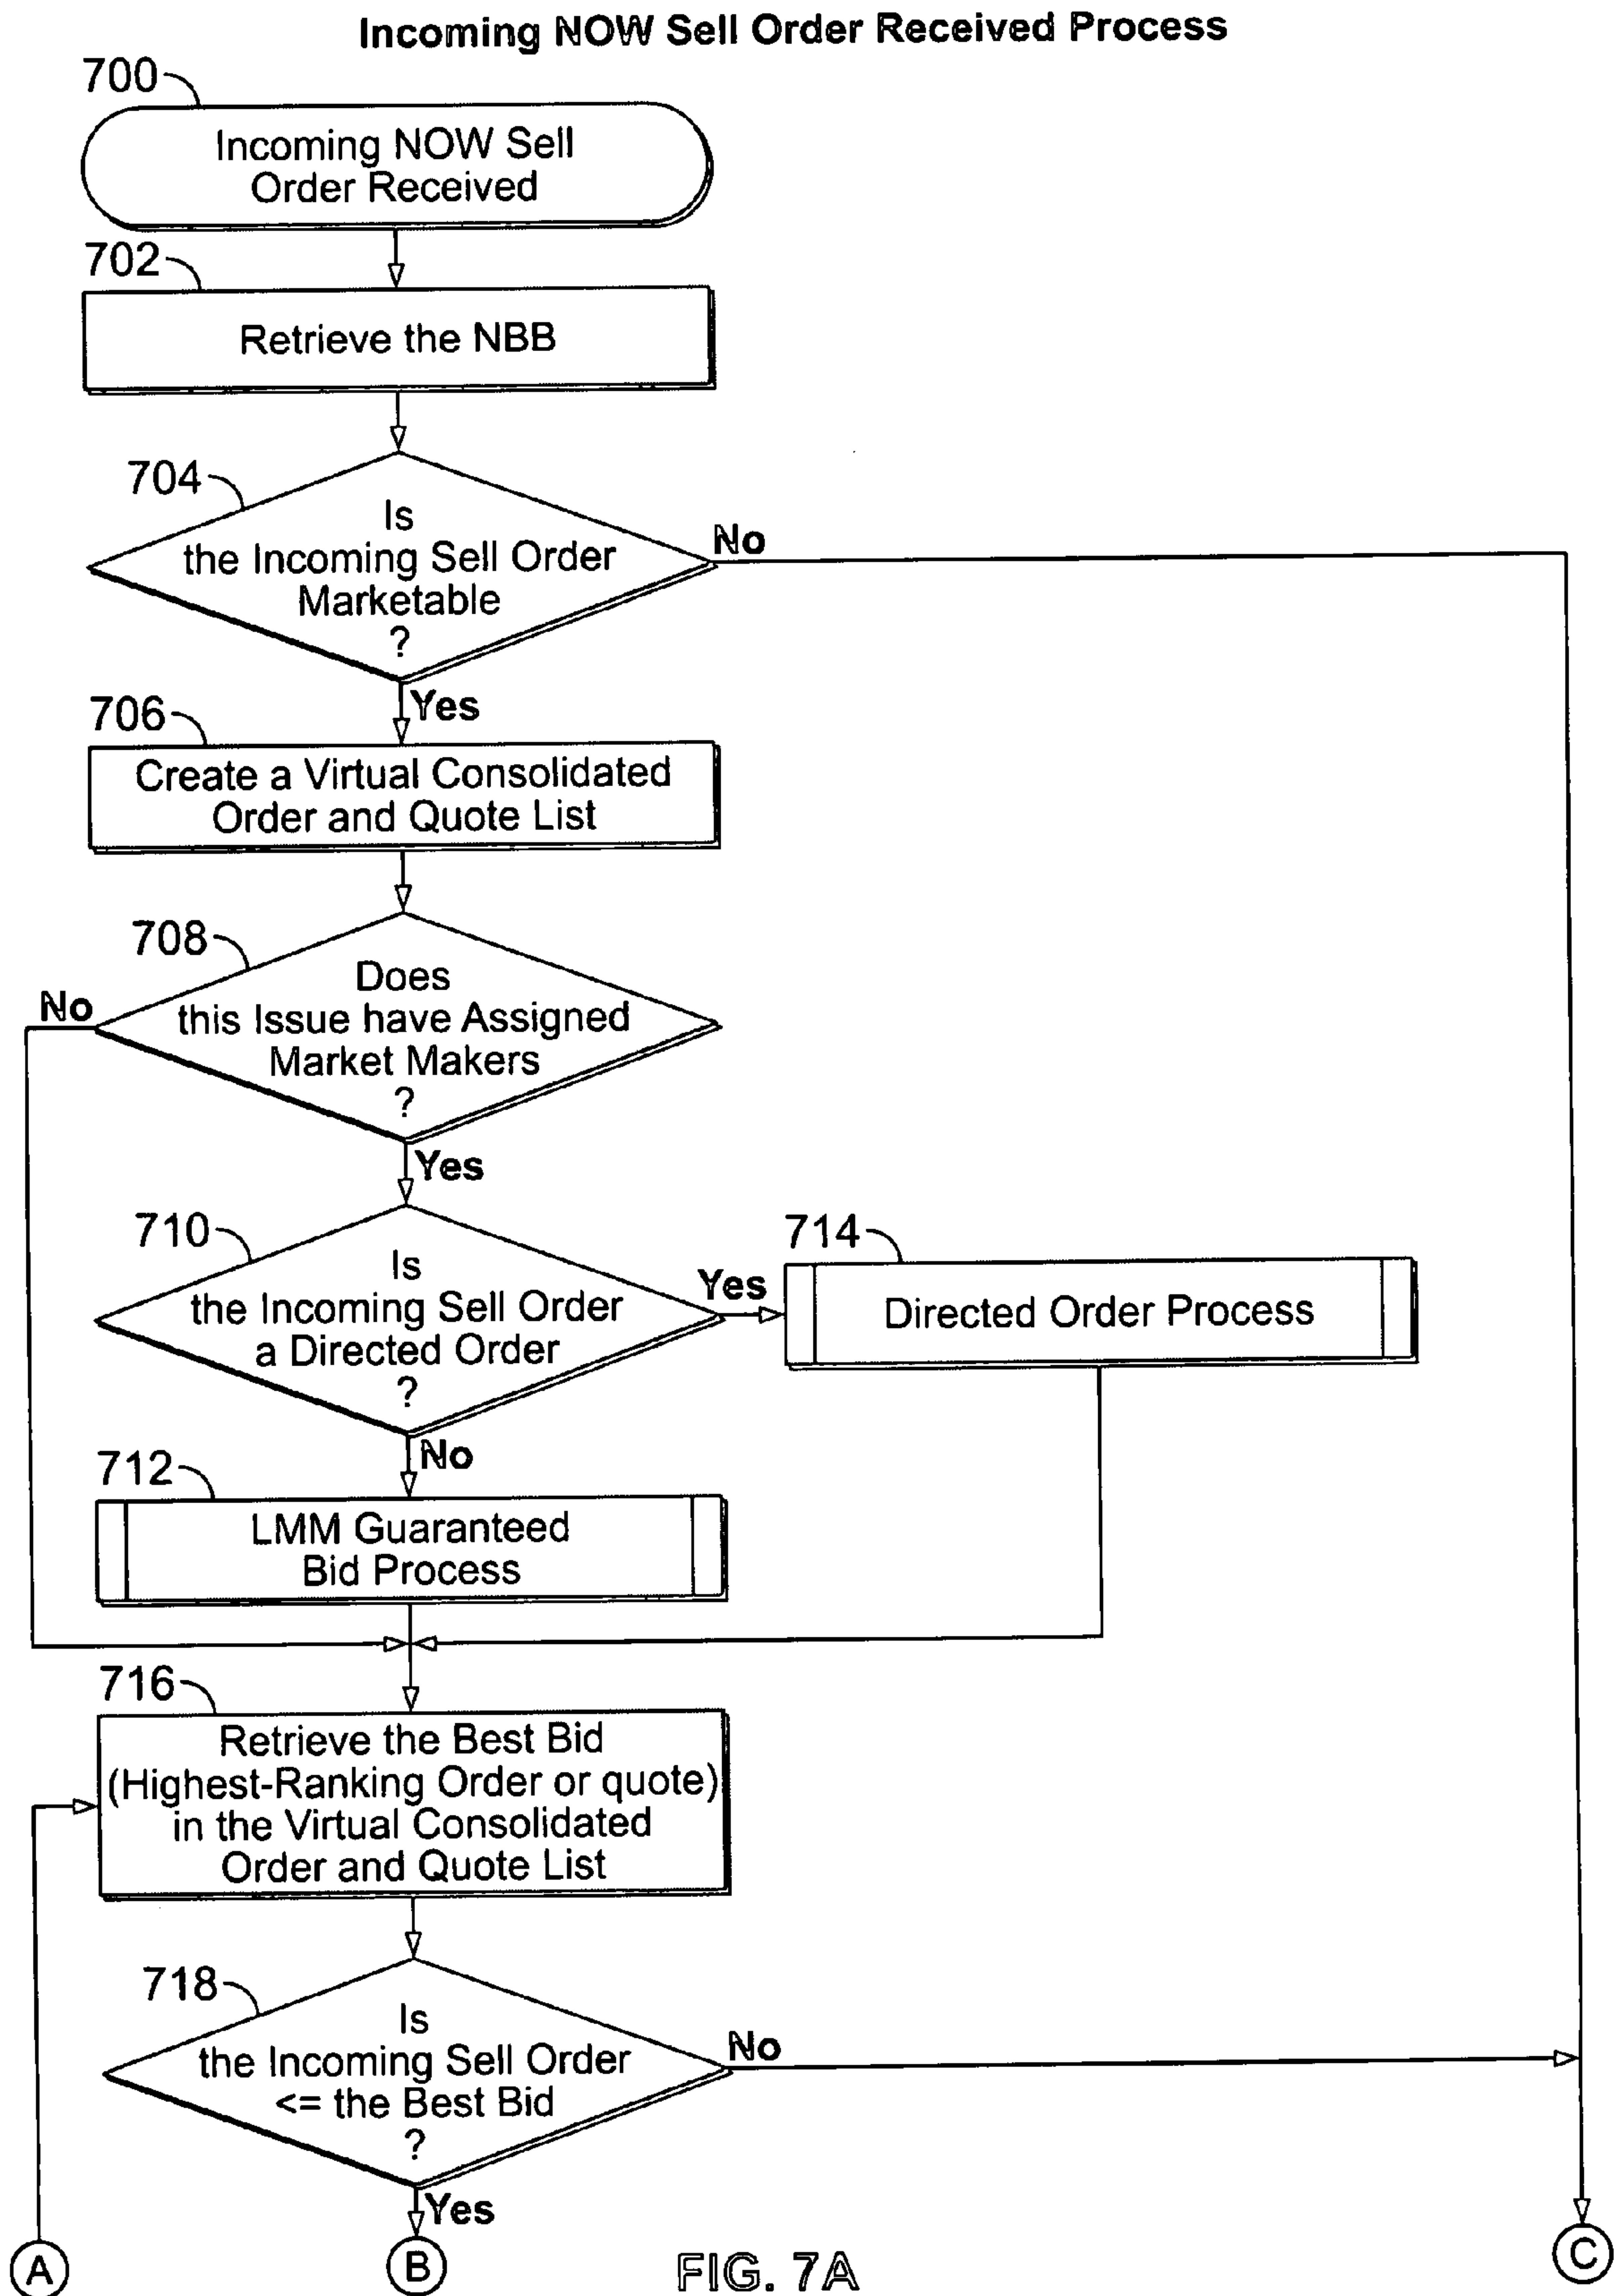 Incoming NOW Sell Order Received Process
700
Incoming NOW Sell
Order Received
702
Retrieve the NBB
704
Is
the Incoming Sell Order
Marketable
?
No
Yes
706
Create a Virtual Consolidated
Order and Quote List
708
Does
this Issue have Assigned
Market Makers
?
No
Yes
710
Is
the Incoming Sell Order
a Directed Order
?
Yes
714
Directed Order Process
No
712
LMM Guaranteed
Bid Process
716
Retrieve the Best Bid
(Highest-Ranking Order or quote)
in the Virtual Consolidated
Order and Quote List
718
Is
the Incoming Sell Order
<= the Best Bid
?
No
Yes
A
B
C
FIG. 7A